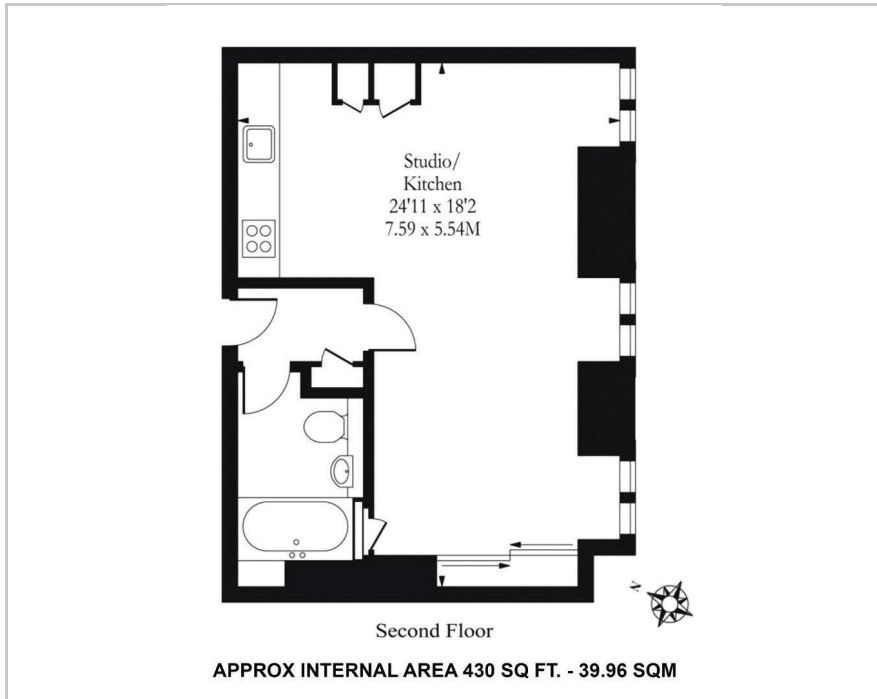 Studio/
Kitchen
24'11 x 18'2
7.59 x 5.54M
N
Second Floor
APPROX INTERNAL AREA 430 SQ FT. - 39.96 SQM